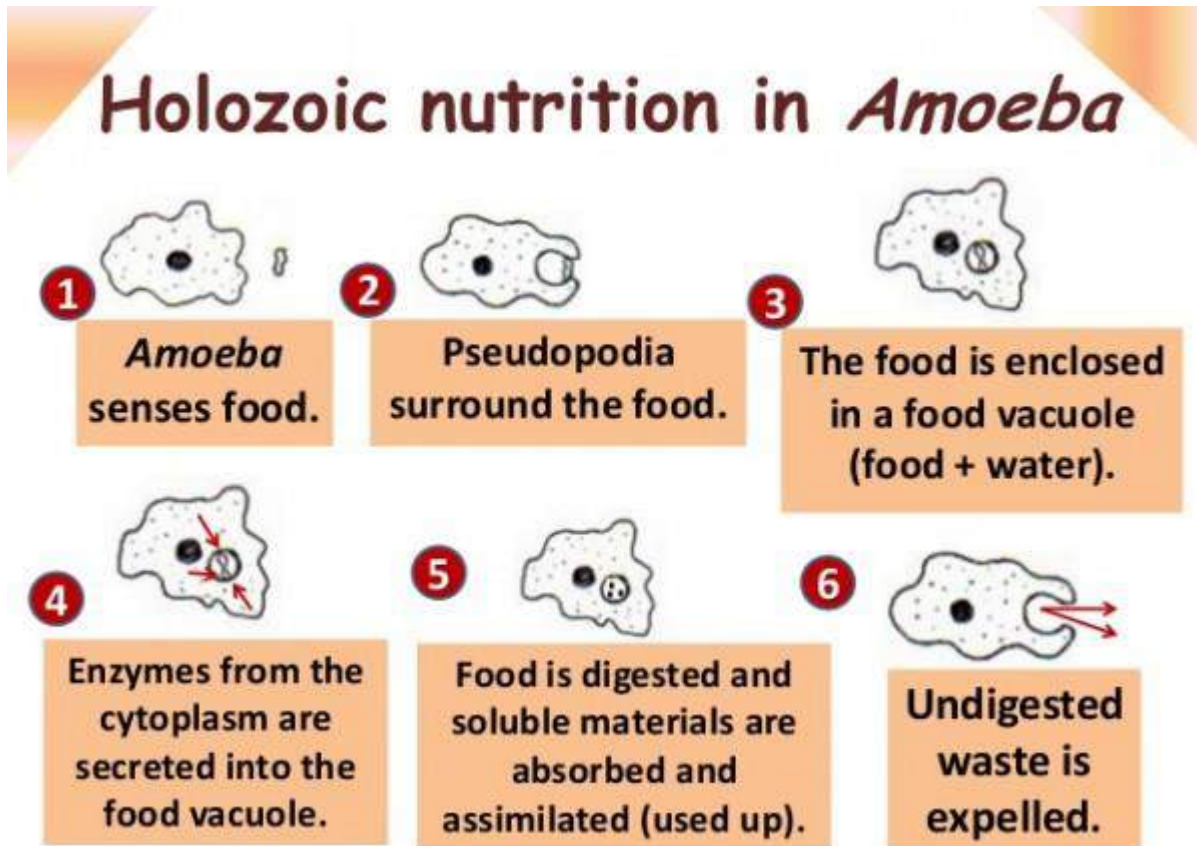 Holozoic nutrition in Amoeba
1
Amoeba
senses food.
2
Pseudopodia
surround the food.
3
The food is enclosed
in a food vacuole
(food + water).
4
Enzymes from the
cytoplasm are
secreted into the
food vacuole.
5
Food is digested and
soluble materials are
absorbed and
assimilated (used up).
6
Undigested
waste is
expelled.